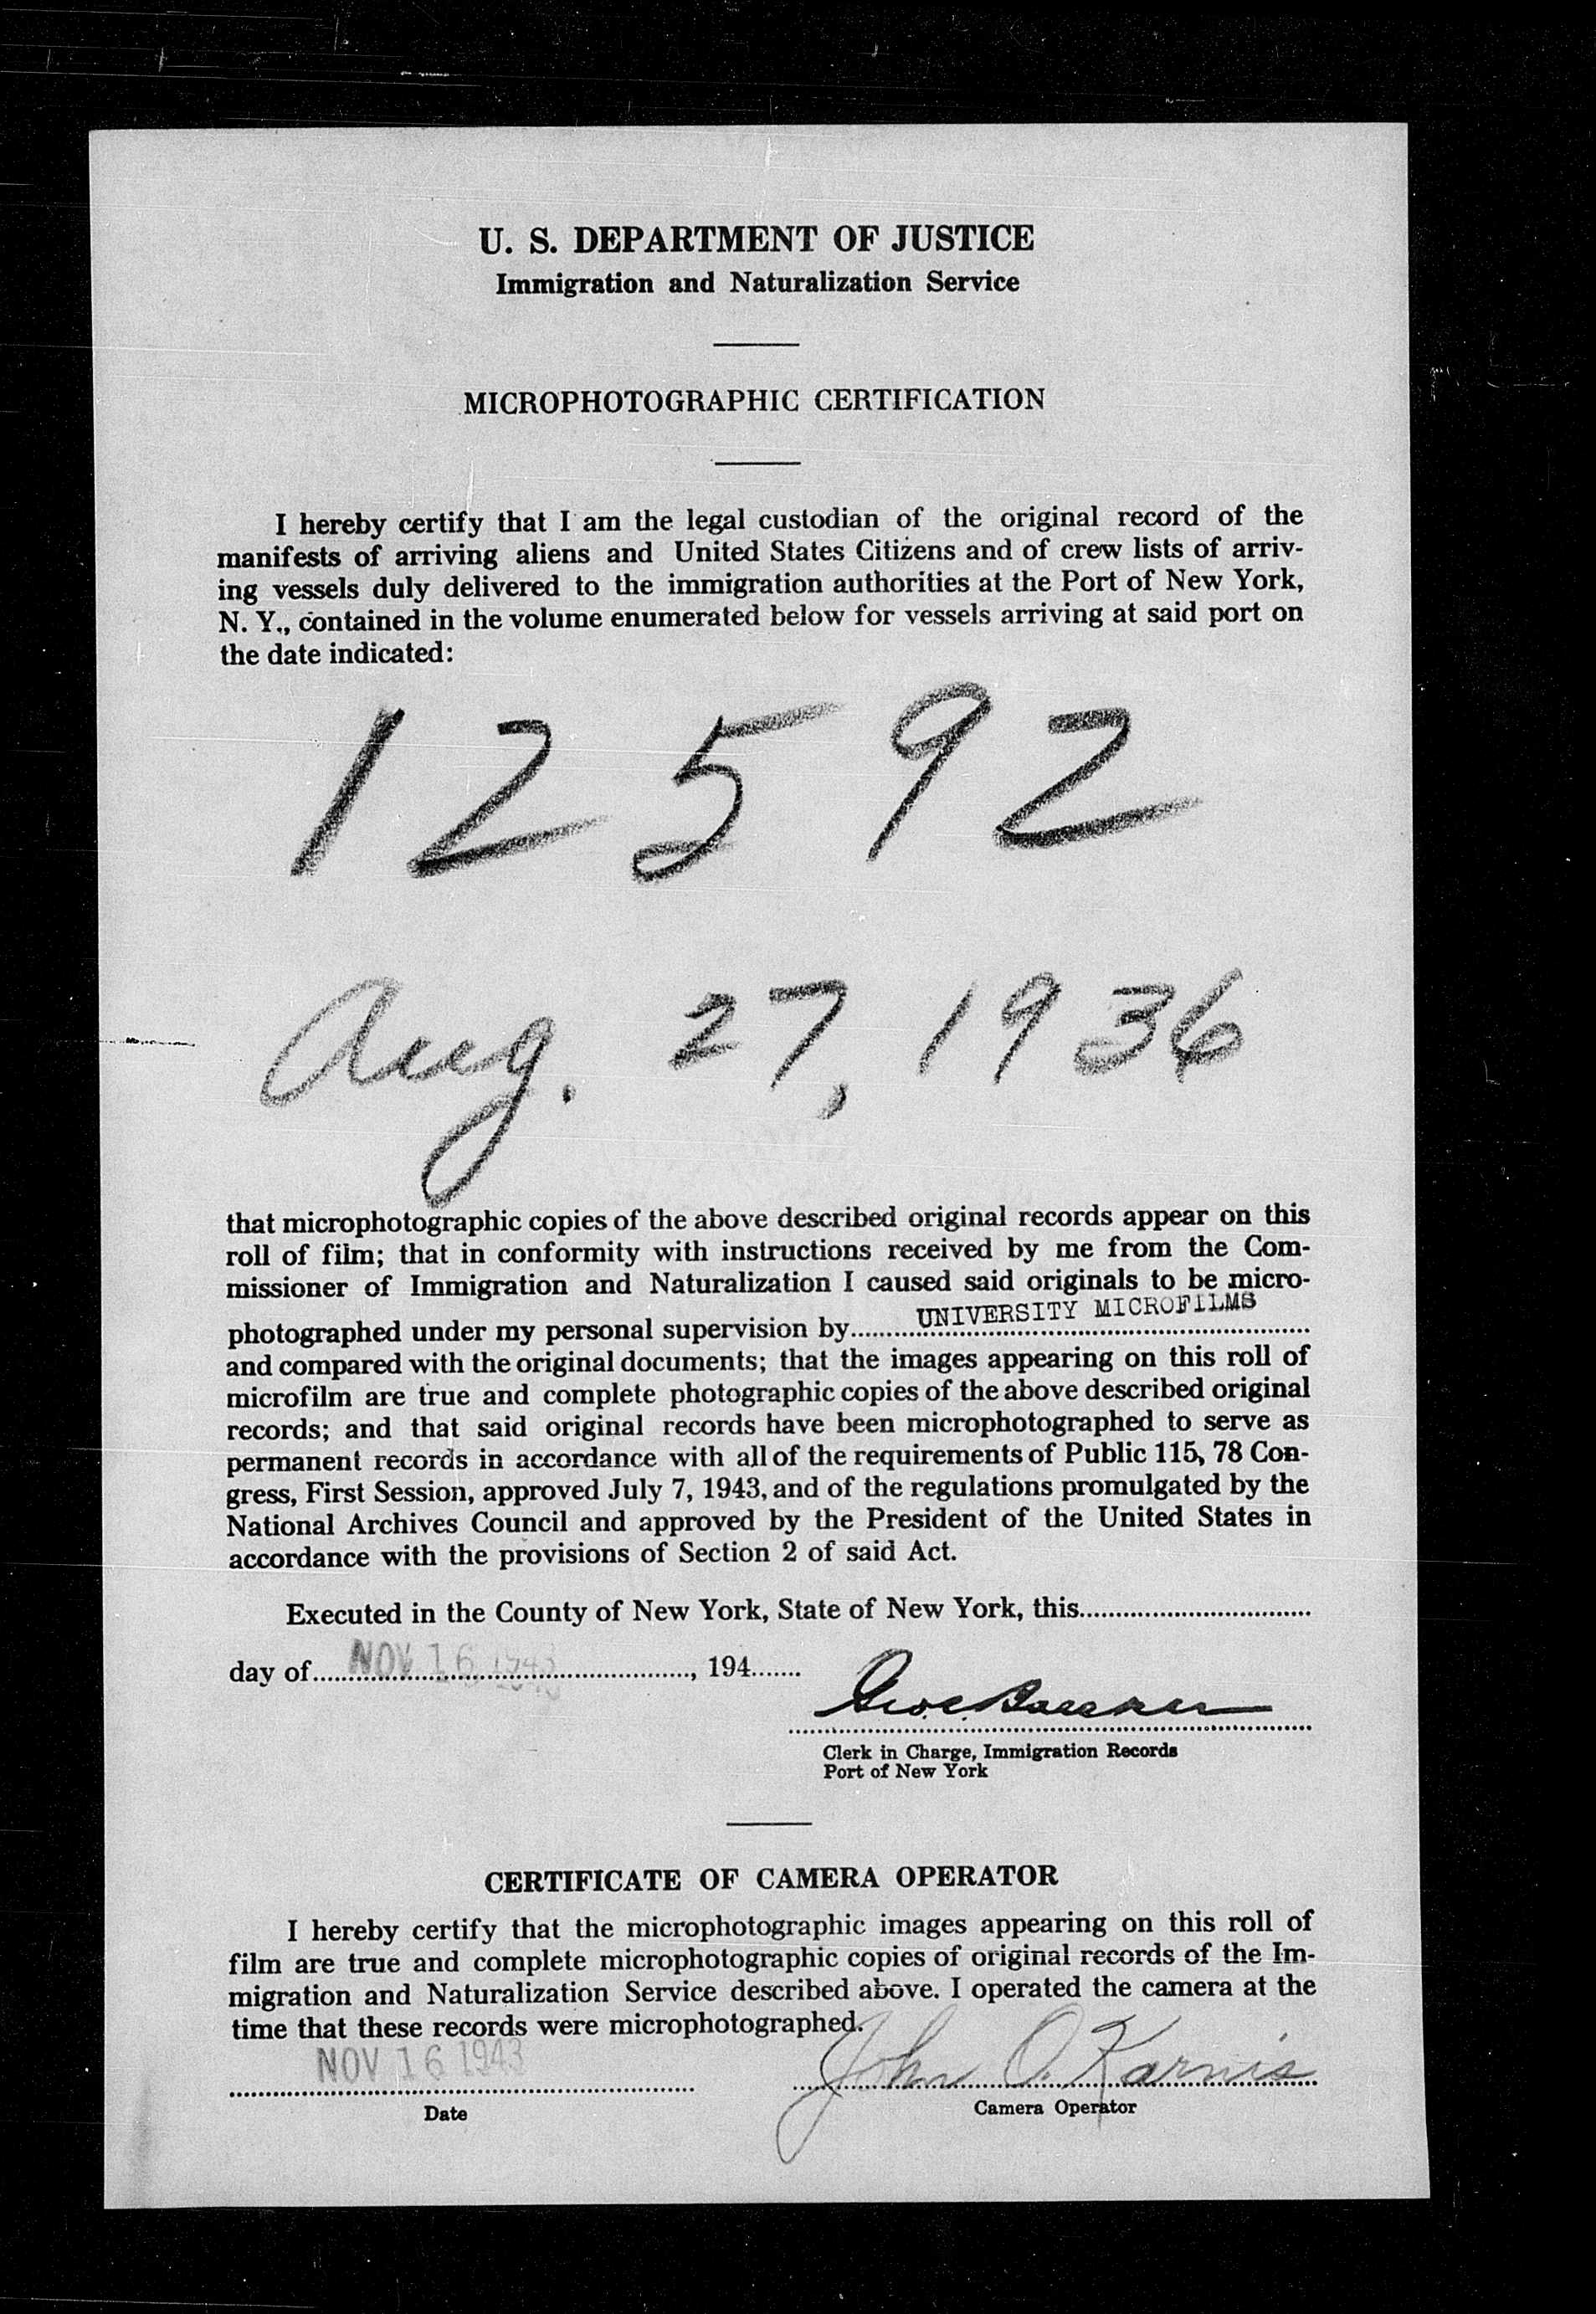 U. S. DEPARTMENT OF JUSTICE
Immigration and Naturalization Service
MICROPHOTOGRAPHIC CERTIFICATION
I hereby certify that I am the legal custodian of the original record of the
manifests of arriving aliens and United States Citizens and of crew lists of arriv-
ing vessels duly delivered to the immigration authorities at the Port of New York,
N. Y., contained in the volume enumerated below for vessels arriving at said port on
the date indicated:
12592
Aug. 27, 1936
that microphotographic copies of the above described original records appear on this
roll of film; that in conformity with instructions received by me from the Com-
missioner of Immigration and Naturalization I caused said originals to be micro-
photographed under my personal supervision by UNIVERSITY MICROFILMS
and compared with the original documents; that the images appearing on this roll of
microfilm are true and complete photographic copies of the above described original
records; and that said original records have been microphotographed to serve as
permanent records in accordance with all of the requirements of Public 115, 78 Con-
gress, First Session, approved July 7, 1943, and of the regulations promulgated by the
National Archives Council and approved by the President of the United States in
accordance with the provisions of Section 2 of said Act.
Executed in the County of New York, State of New York, this
day of NOV 16 1943, 194
Clerk in Charge, Immigration Records
Port of New York
CERTIFICATE OF CAMERA OPERATOR
I hereby certify that the microphotographic images appearing on this roll of
film are true and complete microphotographic copies of original records of the Im-
migration and Naturalization Service described above. I operated the camera at the
time that these records were microphotographed.
NOV 16 1943 John O. Karnis
Date Camera Operator